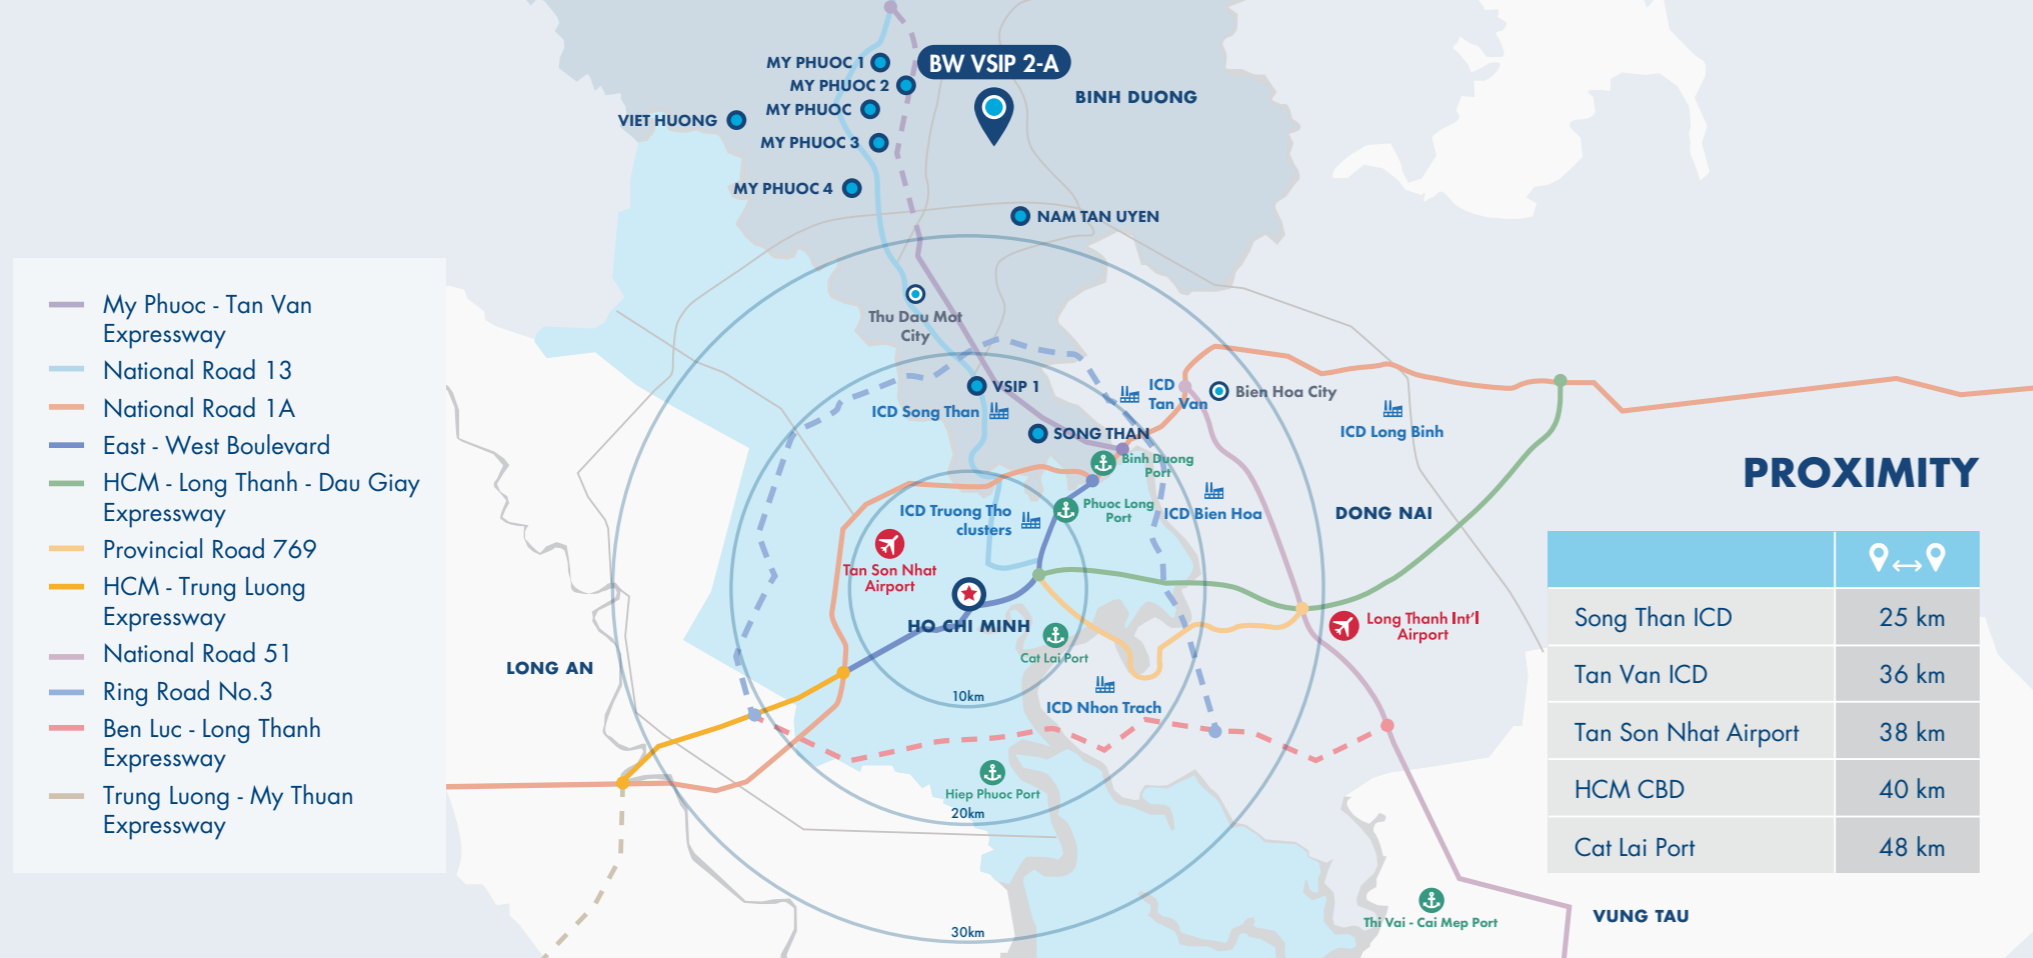 MY PHUOC 1
BW VSIP 2-A
MY PHUOC 2
BINH DUONG
MY PHUOC
VIET HUONG
MY PHUOC 3
MY PHUOC 4
NAM TAN UYEN
My Phuoc - Tan Van
Expressway
National Road 13
National Road 1A
East - West Boulevard
HCM - Long Thanh - Dau Giay
Expressway
Provincial Road 769
HCM - Trung Luong
Expressway
National Road 51
Ring Road No.3
Ben Luc - Long Thanh
Expressway
Trung Luong - My Thuan
Expressway
Thu Dau Mot
City
VSIP 1
ICD
Tan Van
Bien Hoa City
ICD Song Than
ICD Long Binh
SONG THAN
Binh Duong
Port
Phuoc Long
Port
ICD Bien Hoa
ICD Truong Tho
clusters
DONG NAI
Tan Son Nhat
Airport
HO CHI MINH
Long Thanh Int'l
Airport
Cat Lai Port
LONG AN
10km
ICD Nhon Trach
Hiep Phuoc Port
20km
30km
Thi Vai - Cai Mep Port
VUNG TAU
PROXIMITY
Song Than ICD 25 km
Tan Van ICD 36 km
Tan Son Nhat Airport 38 km
HCM CBD 40 km
Cat Lai Port 48 km